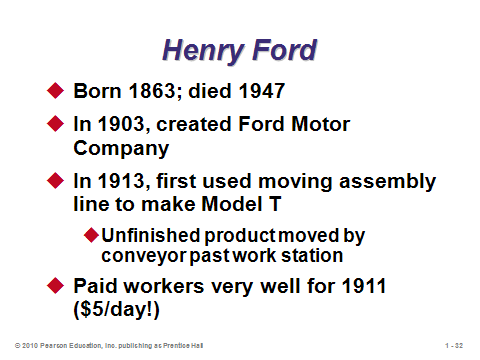 Henry Ford
Born 1863; died 1947
In 1903, created Ford Motor
Company
In 1913, first used moving assembly
line to make Model T
Unfinished product moved by
conveyor past work station
Paid workers very well for 1911
($5/day!)
© 2010 Pearson Education, Inc. publishing as Prentice Hall
1 - 32